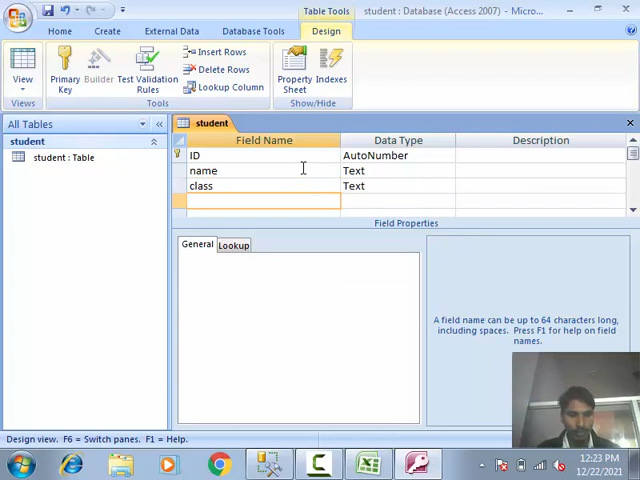 Table Tools
student : Database (Access 2007) - Micros...
Home
Create
External Data
Database Tools
Design
View
Primary Key
Builder
Test Validation Rules
Insert Rows
Delete Rows
Lookup Column
Property Sheet
Indexes
Views
Tools
Show/Hide
All Tables
student
student : Table
student
Field Name
Data Type
Description
ID
AutoNumber
name
Text
class
Text
Field Properties
General
Lookup
A field name can be up to 64 characters long,
including spaces. Press F1 for help on field
names.
Design view. F6 = Switch panes. F1 = Help.
12:23 PM
12/22/2021